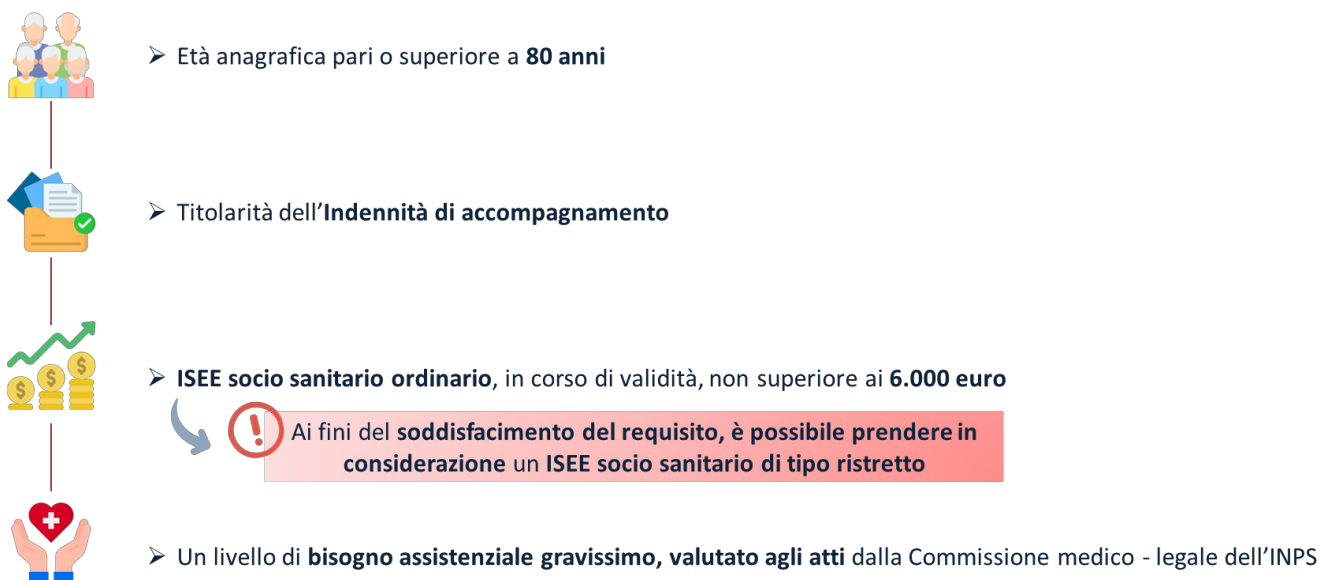 ➢ Età anagrafica pari o superiore a 80 anni
➢ Titolarità dell'Indennità di accompagnamento
➢ ISEE socio sanitario ordinario, in corso di validità, non superiore ai 6.000 euro
Ai fini del soddisfacimento del requisito, è possibile prendere in
considerazione un ISEE socio sanitario di tipo ristretto
➢ Un livello di bisogno assistenziale gravissimo, valutato agli atti dalla Commissione medico - legale dell'INPS